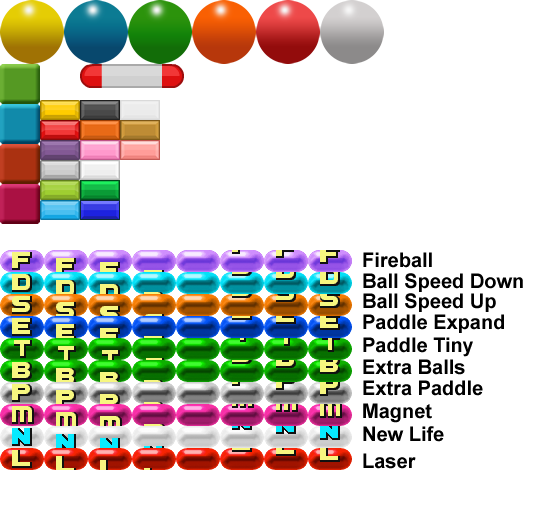 F Fireball
D Ball Speed Down
S Ball Speed Up
E Paddle Expand
T Paddle Tiny
B Extra Balls
P Extra Paddle
M Magnet
N New Life
L Laser